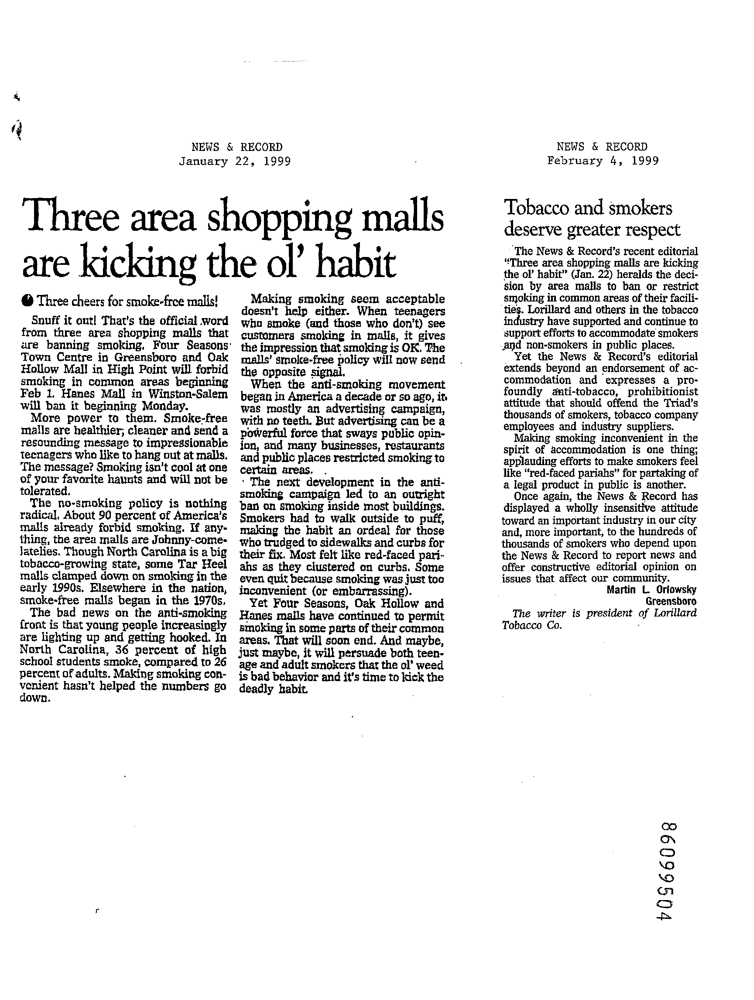 NEWS & RECORD
January 22, 1999
Three area shopping malls
are kicking the ol' habit
Three cheers for smoke-free malls!
Snuff it out! That's the official word
from three area shopping malls that
are banning smoking. Four Seasons
Town Centre in Greensboro and Oak
Hollow Mall in High Point will forbid
smoking in common areas beginning
Feb 1. Hanes Mall in Winston-Salem
will ban it beginning Monday.
More power to them. Smoke-free
malls are healthier, cleaner and send a
resounding message to impressionable
teenagers who like to hang out at malls.
The message? Smoking isn't cool at one
of your favorite haunts and will not be
tolerated.
The no-smoking policy is nothing
radical. About 90 percent of America's
malls already forbid smoking. If any-
thing, the area malls are Johnny-come-
latelies. Though North Carolina is a big
tobacco-growing state, some Tar Heel
malls clamped down on smoking in the
early 1990s. Elsewhere in the nation,
smoke-free malls began in the 1970s.
The bad news on the anti-smoking
front is that young people increasingly
are lighting up and getting hooked. In
North Carolina, 36 percent of high
school students smoke, compared to 26
percent of adults. Making smoking con-
venient hasn't helped the numbers go
down.
Making smoking seem acceptable
doesn't help either. When teenagers
who smoke (and those who don't) see
customers smoking in malls, it gives
the impression that smoking is OK. The
malls' smoke-free policy will now send
the opposite signal.
When the anti-smoking movement
began in America a decade or so ago, it
was mostly an advertising campaign,
with no teeth. But advertising can be a
powerful force that sways public opin-
ion, and many businesses, restaurants
and public places restricted smoking to
certain areas.
The next development in the anti-
smoking campaign led to an outright
ban on smoking inside most buildings.
Smokers had to walk outside to puff,
making the habit an ordeal for those
who trudged to sidewalks and curbs for
their fix. Most felt like red-faced pari-
ahs as they clustered on curbs. Some
even quit because smoking was just too
inconvenient (or embarrassing).
Yet Four Seasons, Oak Hollow and
Hanes malls have continued to permit
smoking in some parts of their common
areas. That will soon end. And maybe,
just maybe, it will persuade both teen-
age and adult smokers that the ol' weed
is bad behavior and it's time to kick the
deadly habit.
NEWS & RECORD
February 4, 1999
Tobacco and smokers
deserve greater respect
The News & Record's recent editorial
"Three area shopping malls are kicking
the ol' habit" (Jan. 22) heralds the deci-
sion by area malls to ban or restrict
smoking in common areas of their facili-
ties. Lorillard and others in the tobacco
industry have supported and continue to
support efforts to accommodate smokers
and non-smokers in public places.
Yet the News & Record's editorial
extends beyond an endorsement of ac-
commodation and expresses a pro-
foundly anti-tobacco, prohibitionist
attitude that should offend the Triad's
thousands of smokers, tobacco company
employees and industry suppliers.
Making smoking inconvenient in the
spirit of accommodation is one thing;
applauding efforts to make smokers feel
like "red-faced pariahs" for partaking of
a legal product in public is another.
Once again, the News & Record has
displayed a wholly insensitive attitude
toward an important industry in our city
and, more important, to the hundreds of
thousands of smokers who depend upon
the News & Record to report news and
offer constructive editorial opinion on
issues that affect our community.
Martin L. Orlowsky
Greensboro
The writer is president of Lorillard
Tobacco Co.
86099504